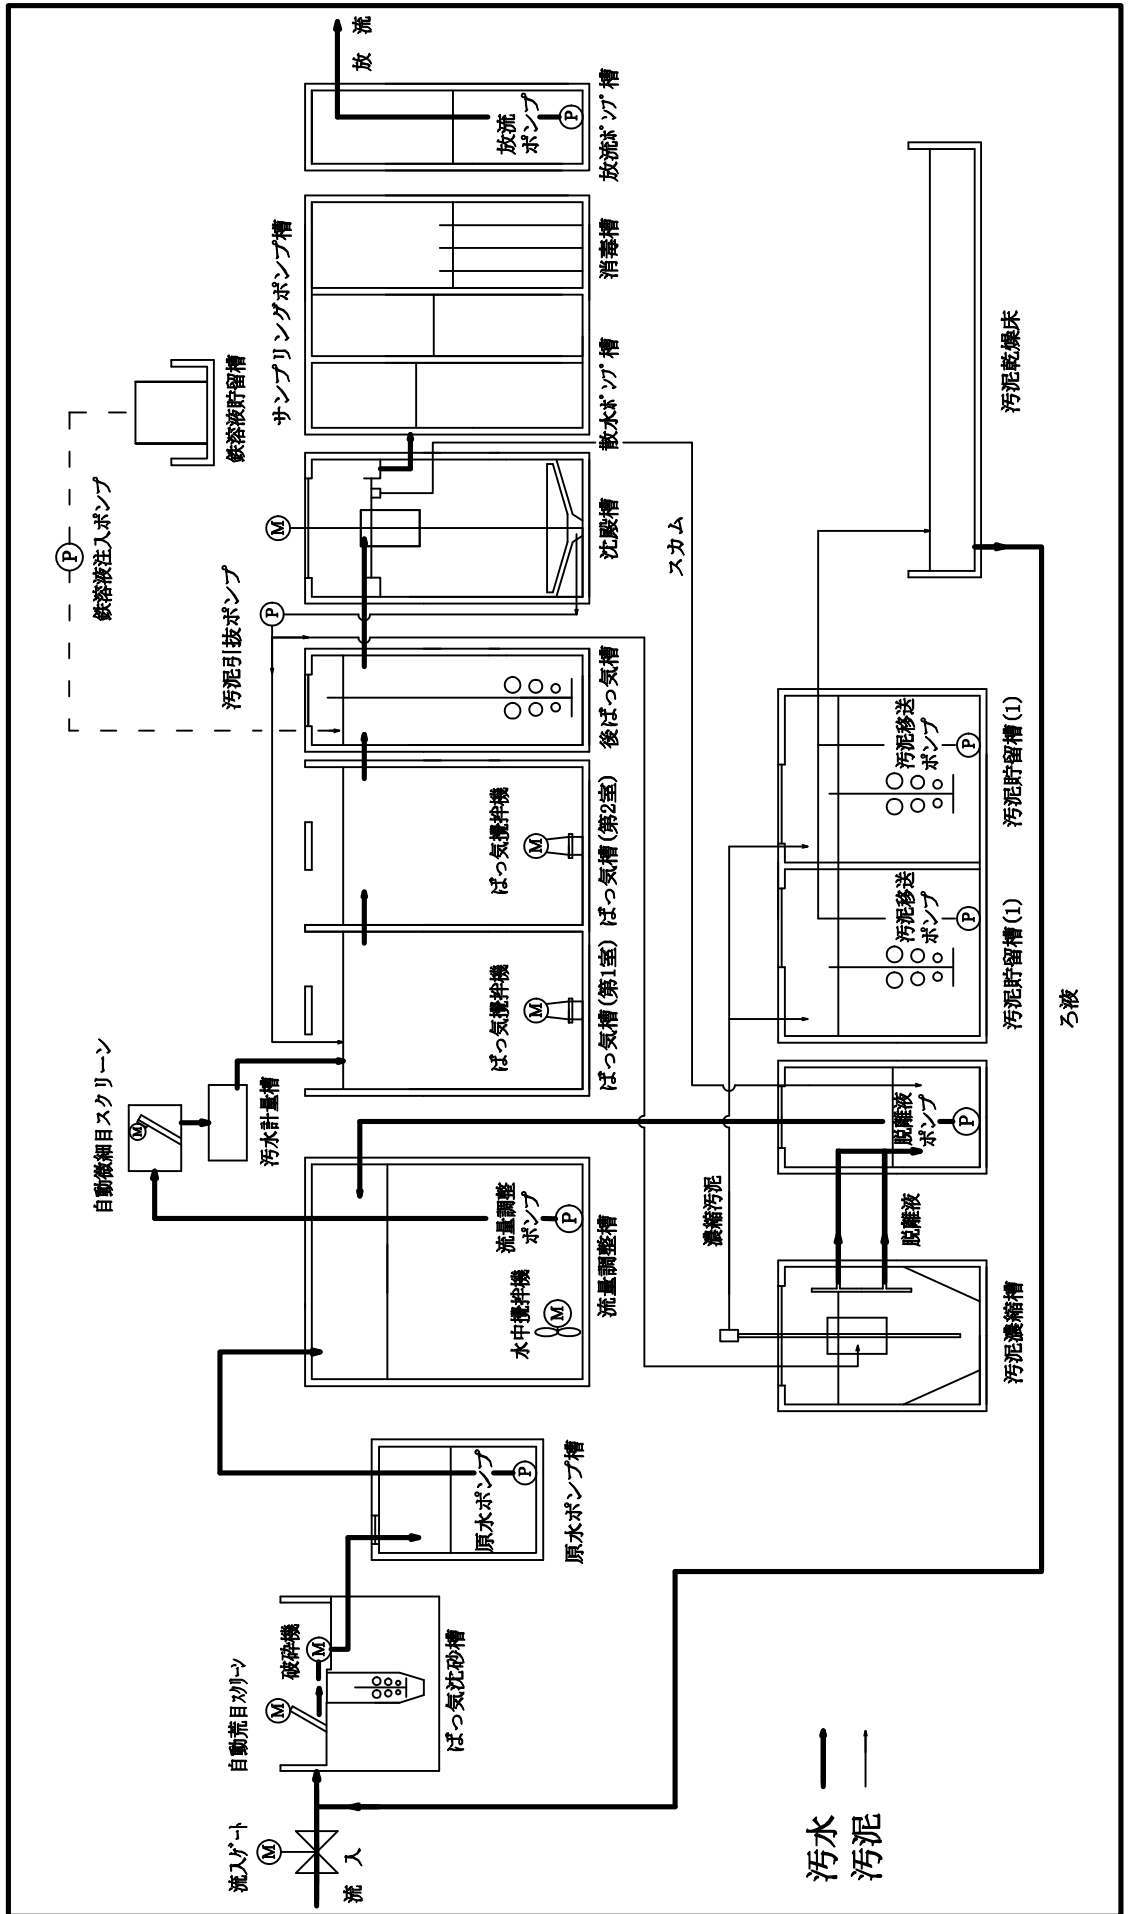 流入ゲート
M
流 入
自動荒目スクリーン
M
破砕機
M
ばっ気沈砂槽
原水ポンプ
P
原水ポンプ槽
自動微細目スクリーン
M
汚水計量槽
流量調整
ポンプ
P
水中攪拌機
M
流量調整槽
ばっ気攪拌機
M
ばっ気槽(第1室)
ばっ気攪拌機
M
ばっ気槽(第2室)
後ばっ気槽
汚泥引抜ポンプ
P
鉄溶液注入ポンプ
P
鉄溶液貯留槽
M
沈殿槽
サンプリングポンプ槽
散水ポンプ槽
消毒槽
放流
ポンプ
P
放流ポンプ槽
放 流
スカム
濃縮汚泥
汚泥濃縮槽
脱離液
脱離液
ポンプ
P
汚泥移送
ポンプ
P
汚泥貯留槽(1)
汚泥移送
ポンプ
P
汚泥貯留槽(1)
汚泥乾燥床
ろ液
汚水
汚泥